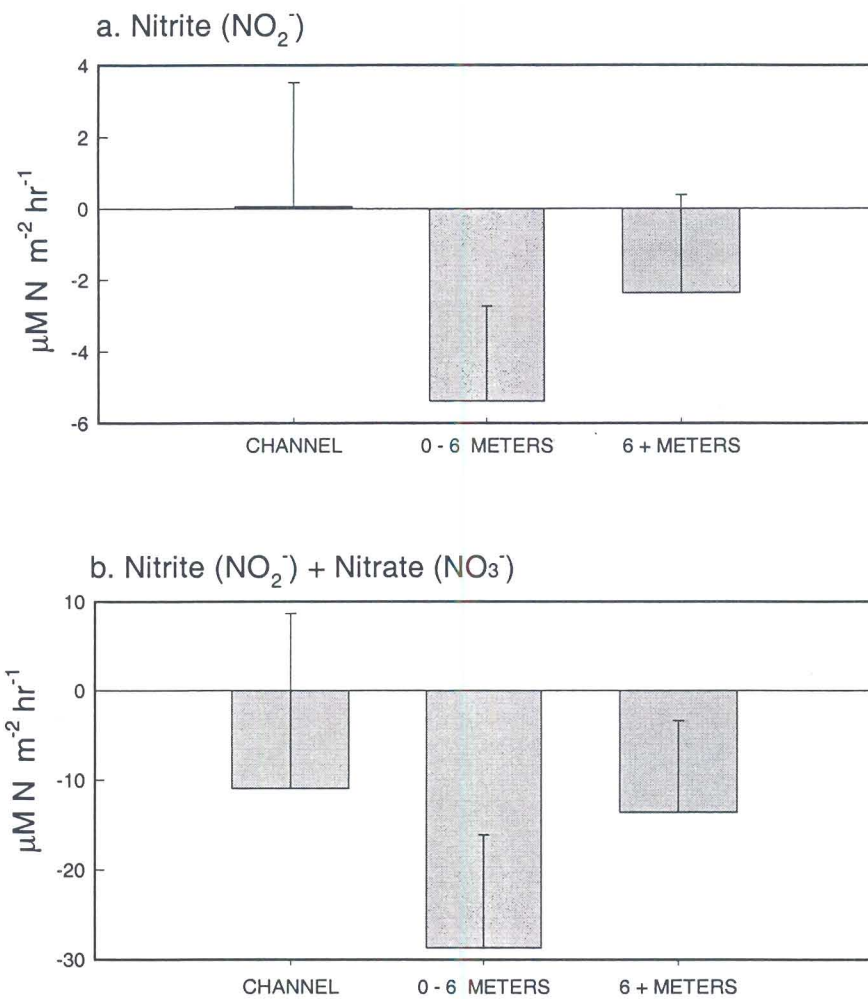 a. Nitrite (NO₂⁻)
4
2
0
-2
-4
-6
µM N m⁻² hr⁻¹
CHANNEL 0 - 6 METERS 6 + METERS
b. Nitrite (NO₂⁻) + Nitrate (NO₃⁻)
10
0
-10
-20
-30
µM N m⁻² hr⁻¹
CHANNEL 0 - 6 METERS 6 + METERS